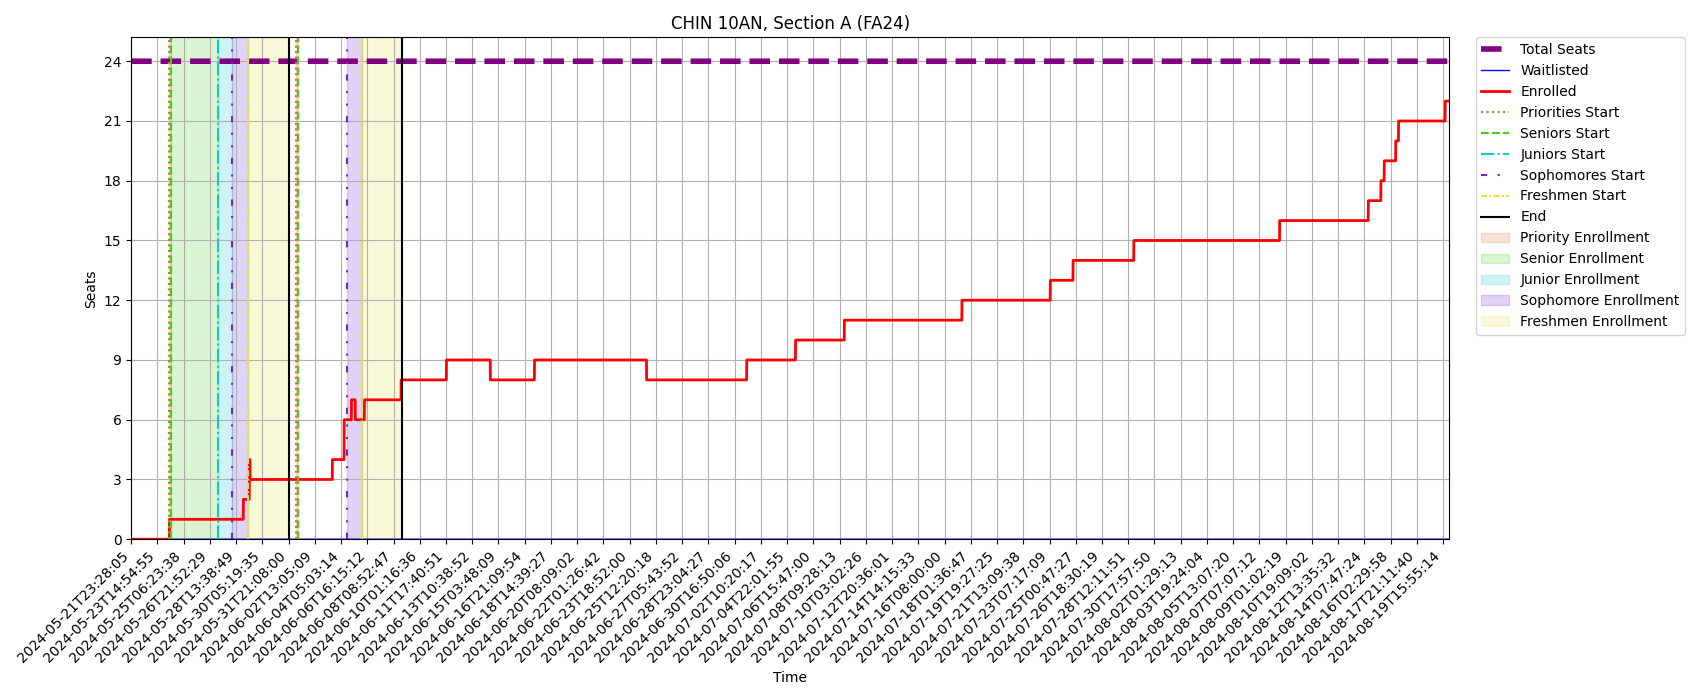 CHIN 10AN, Section A (FA24)
Seats
24
21
18
15
12
9
6
3
0
2024-05-21T23:28:05
2024-05-23T14:54:55
2024-05-25T06:23:38
2024-05-26T21:52:29
2024-05-28T13:38:49
2024-05-30T05:19:35
2024-05-31T21:08:00
2024-06-02T13:05:09
2024-06-04T05:03:14
2024-06-06T16:15:12
2024-06-08T08:52:47
2024-06-10T01:16:36
2024-06-11T17:40:51
2024-06-13T10:38:52
2024-06-15T03:48:09
2024-06-16T21:09:54
2024-06-18T14:39:27
2024-06-20T08:09:02
2024-06-22T01:26:42
2024-06-23T18:52:00
2024-06-25T12:20:18
2024-06-27T05:43:52
2024-06-28T23:04:27
2024-06-30T16:50:06
2024-07-02T10:20:17
2024-07-04T22:01:55
2024-07-06T15:47:00
2024-07-08T09:28:13
2024-07-10T03:02:26
2024-07-12T20:36:01
2024-07-14T14:15:33
2024-07-16T08:00:00
2024-07-18T01:36:47
2024-07-19T19:27:25
2024-07-21T13:09:38
2024-07-23T07:17:09
2024-07-25T00:47:27
2024-07-26T18:30:19
2024-07-28T12:11:51
2024-07-30T17:57:50
2024-08-02T01:29:13
2024-08-03T19:24:04
2024-08-05T13:07:20
2024-08-07T07:07:12
2024-08-09T01:02:19
2024-08-10T19:09:02
2024-08-12T13:35:32
2024-08-14T07:47:24
2024-08-16T02:29:58
2024-08-17T21:11:40
2024-08-19T15:55:14
Time
Total Seats
Waitlisted
Enrolled
Priorities Start
Seniors Start
Juniors Start
Sophomores Start
Freshmen Start
End
Priority Enrollment
Senior Enrollment
Junior Enrollment
Sophomore Enrollment
Freshmen Enrollment